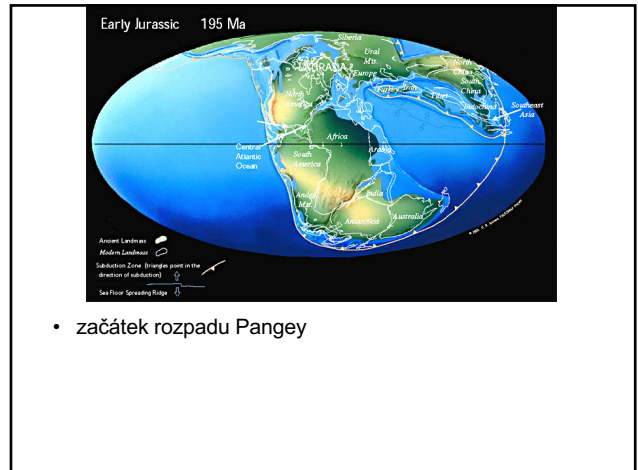 Early Jurassic 195 Ma
Siberia
LAURASIA
Ural
Mts.
Europe
North
China
South
China
Turkey
Iran
Tibet
Indochina
Southeast
Asia
North
America
Africa
Central
Atlantic
Ocean
South
America
Arabia
Andes
Mts.
India
Antarctica
Australia
Ancient Landmass
Modern Landmass
Subduction Zone (triangles point in the
direction of subduction)
Sea Floor Spreading Ridge
• začátek rozpadu Pangey